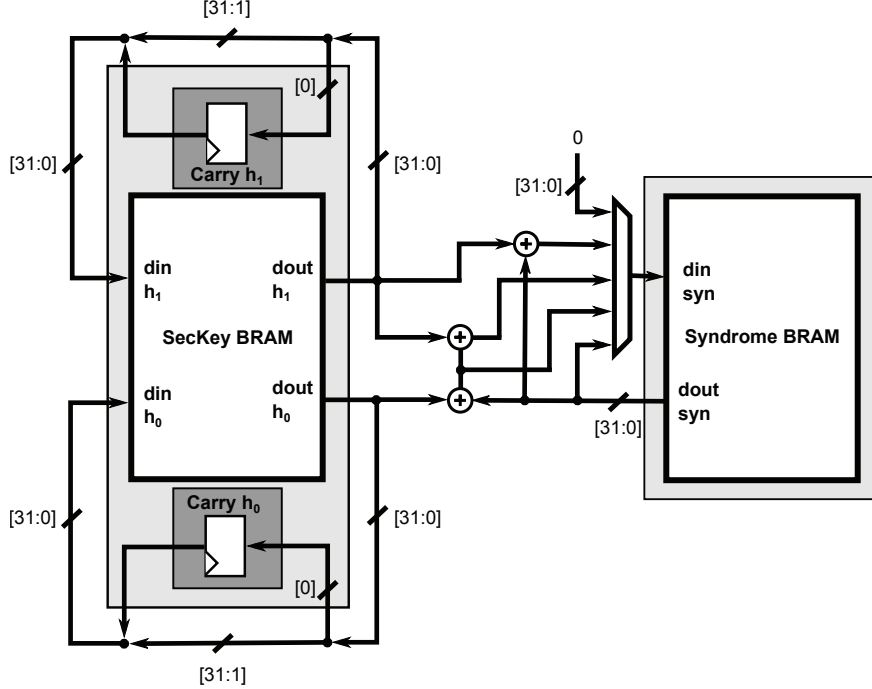 [31:1]
[0]
[31:0]
[31:0]
Carry h1
0
[31:0]
din
h1
dout
h1
SecKey BRAM
din
h0
dout
h0
din
syn
Syndrome BRAM
dout
syn
[31:0]
Carry h0
[31:0]
[31:0]
[0]
[31:1]